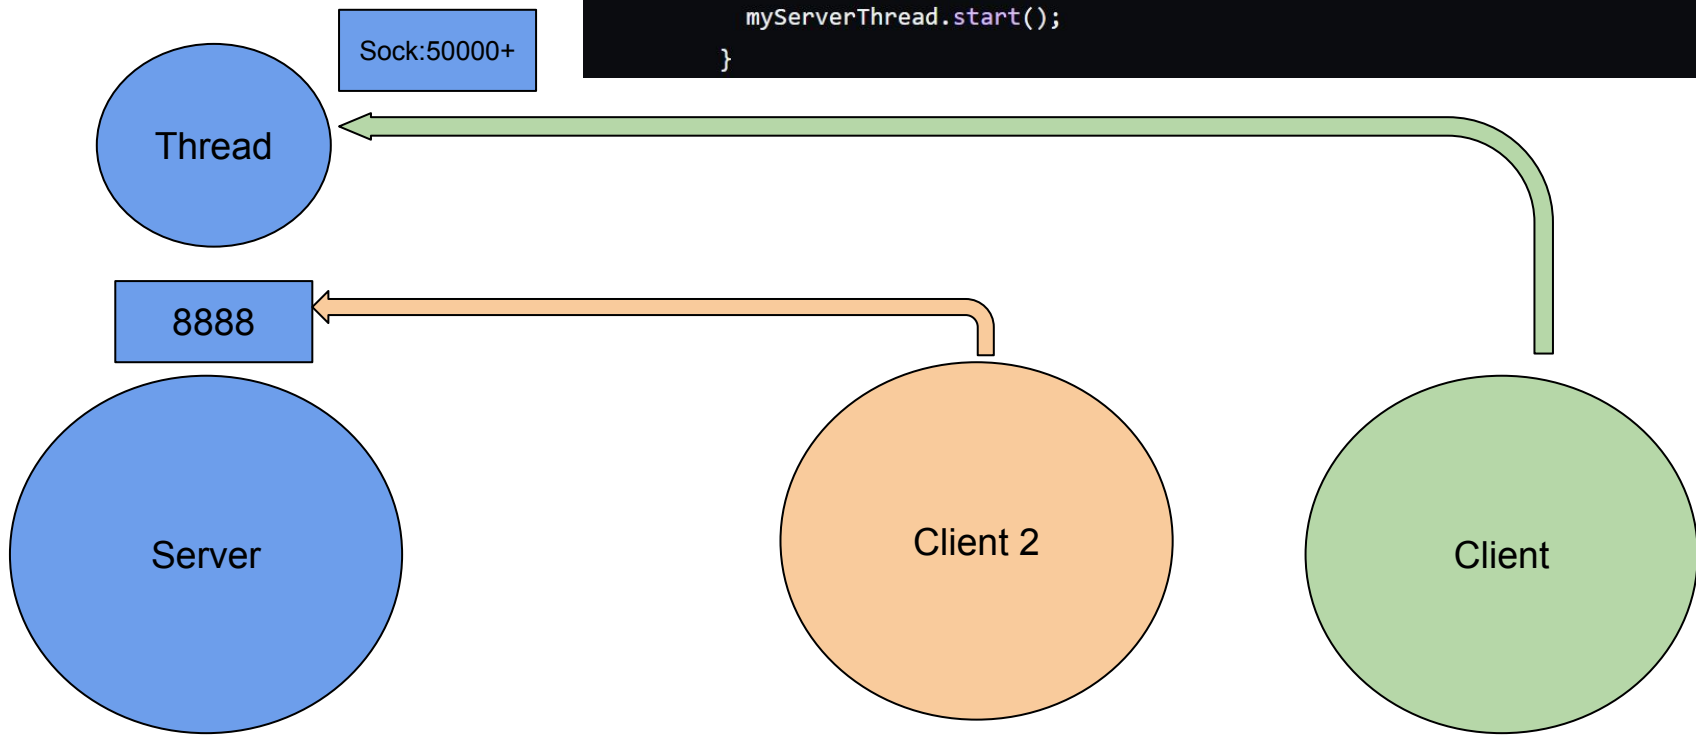 myServerThread.start();
}
Sock:50000+
Thread
8888
Server
Client 2
Client